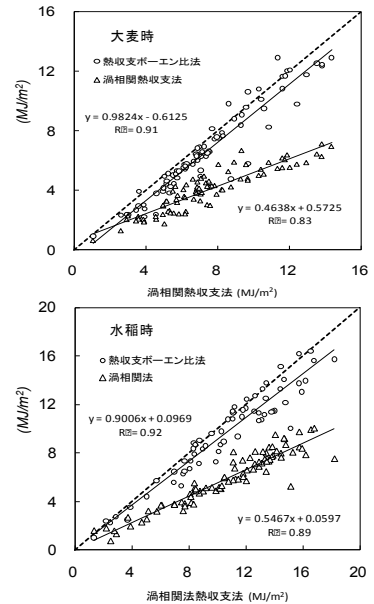 大麦時
熱収支ボーエン比法
渦相関熱収支法
y = 0.9824x - 0.6125
R⍰ = 0.91
y = 0.4638x + 0.5725
R⍰ = 0.83
(MJ/m²)
16
12
8
4
0
0 4 8 12 16
渦相関熱収支法 (MJ/m²)
水稲時
熱収支ボーエン比法
渦相関法
y = 0.9006x + 0.0969
R⍰ = 0.92
y = 0.5467x + 0.0597
R⍰ = 0.89
(MJ/m²)
20
16
12
8
4
0
0 4 8 12 16 20
渦相関法熱収支法 (MJ/m²)